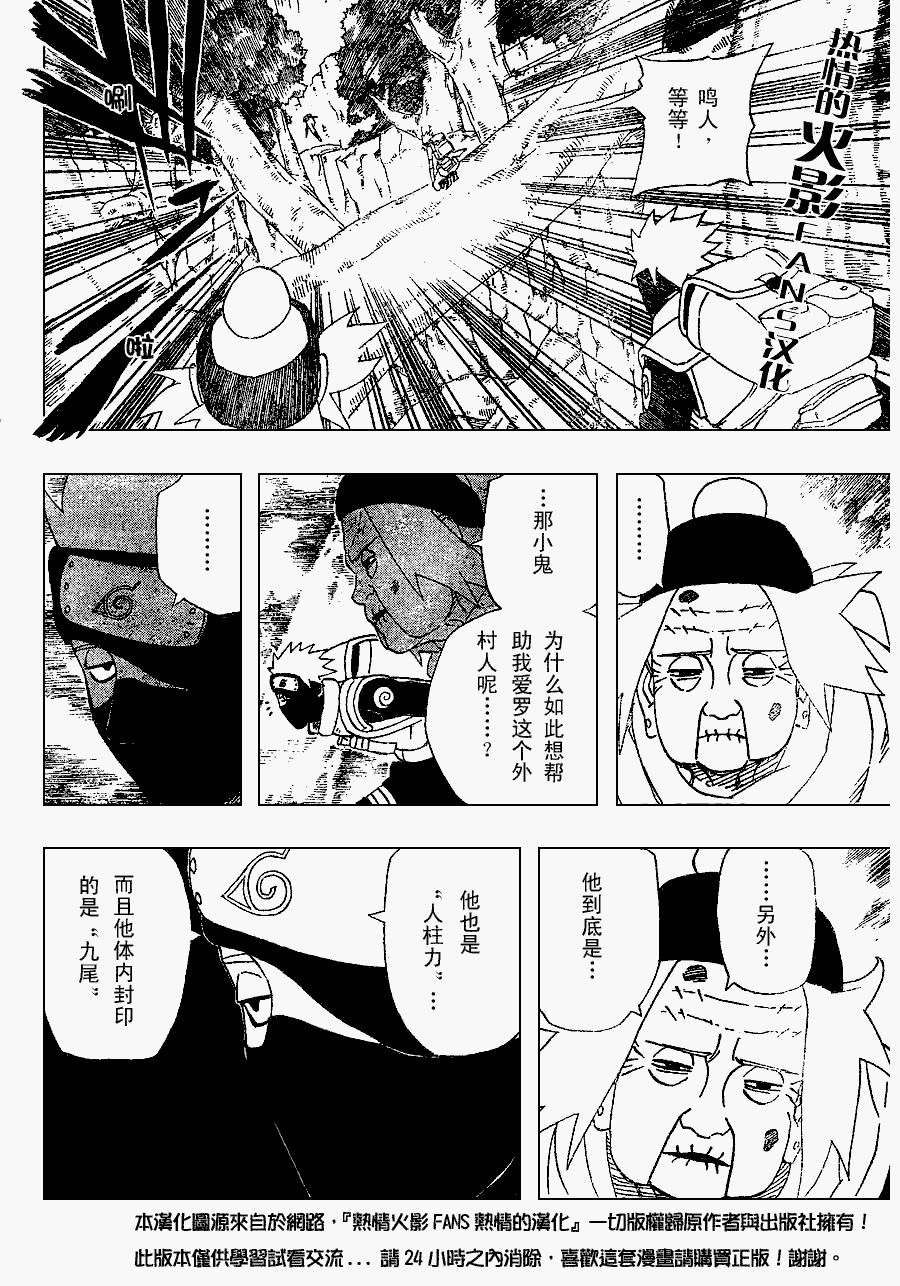 热情的火影FANS汉化
鸣人，
等等！
………
…那小鬼
为什么如此想帮
助我爱罗这个外
村人呢……？
………
……另外…
他到底是…
他也是
“人柱力”…
而且他体内封印
的是“九尾”
本漢化圖源來自於網路，『熱情火影FANS熱情的漢化』一切版權歸原作者與出版社擁有！
此版本僅供學習試看交流...請24小時之內消除，喜歡這套漫畫請購買正版！謝謝。